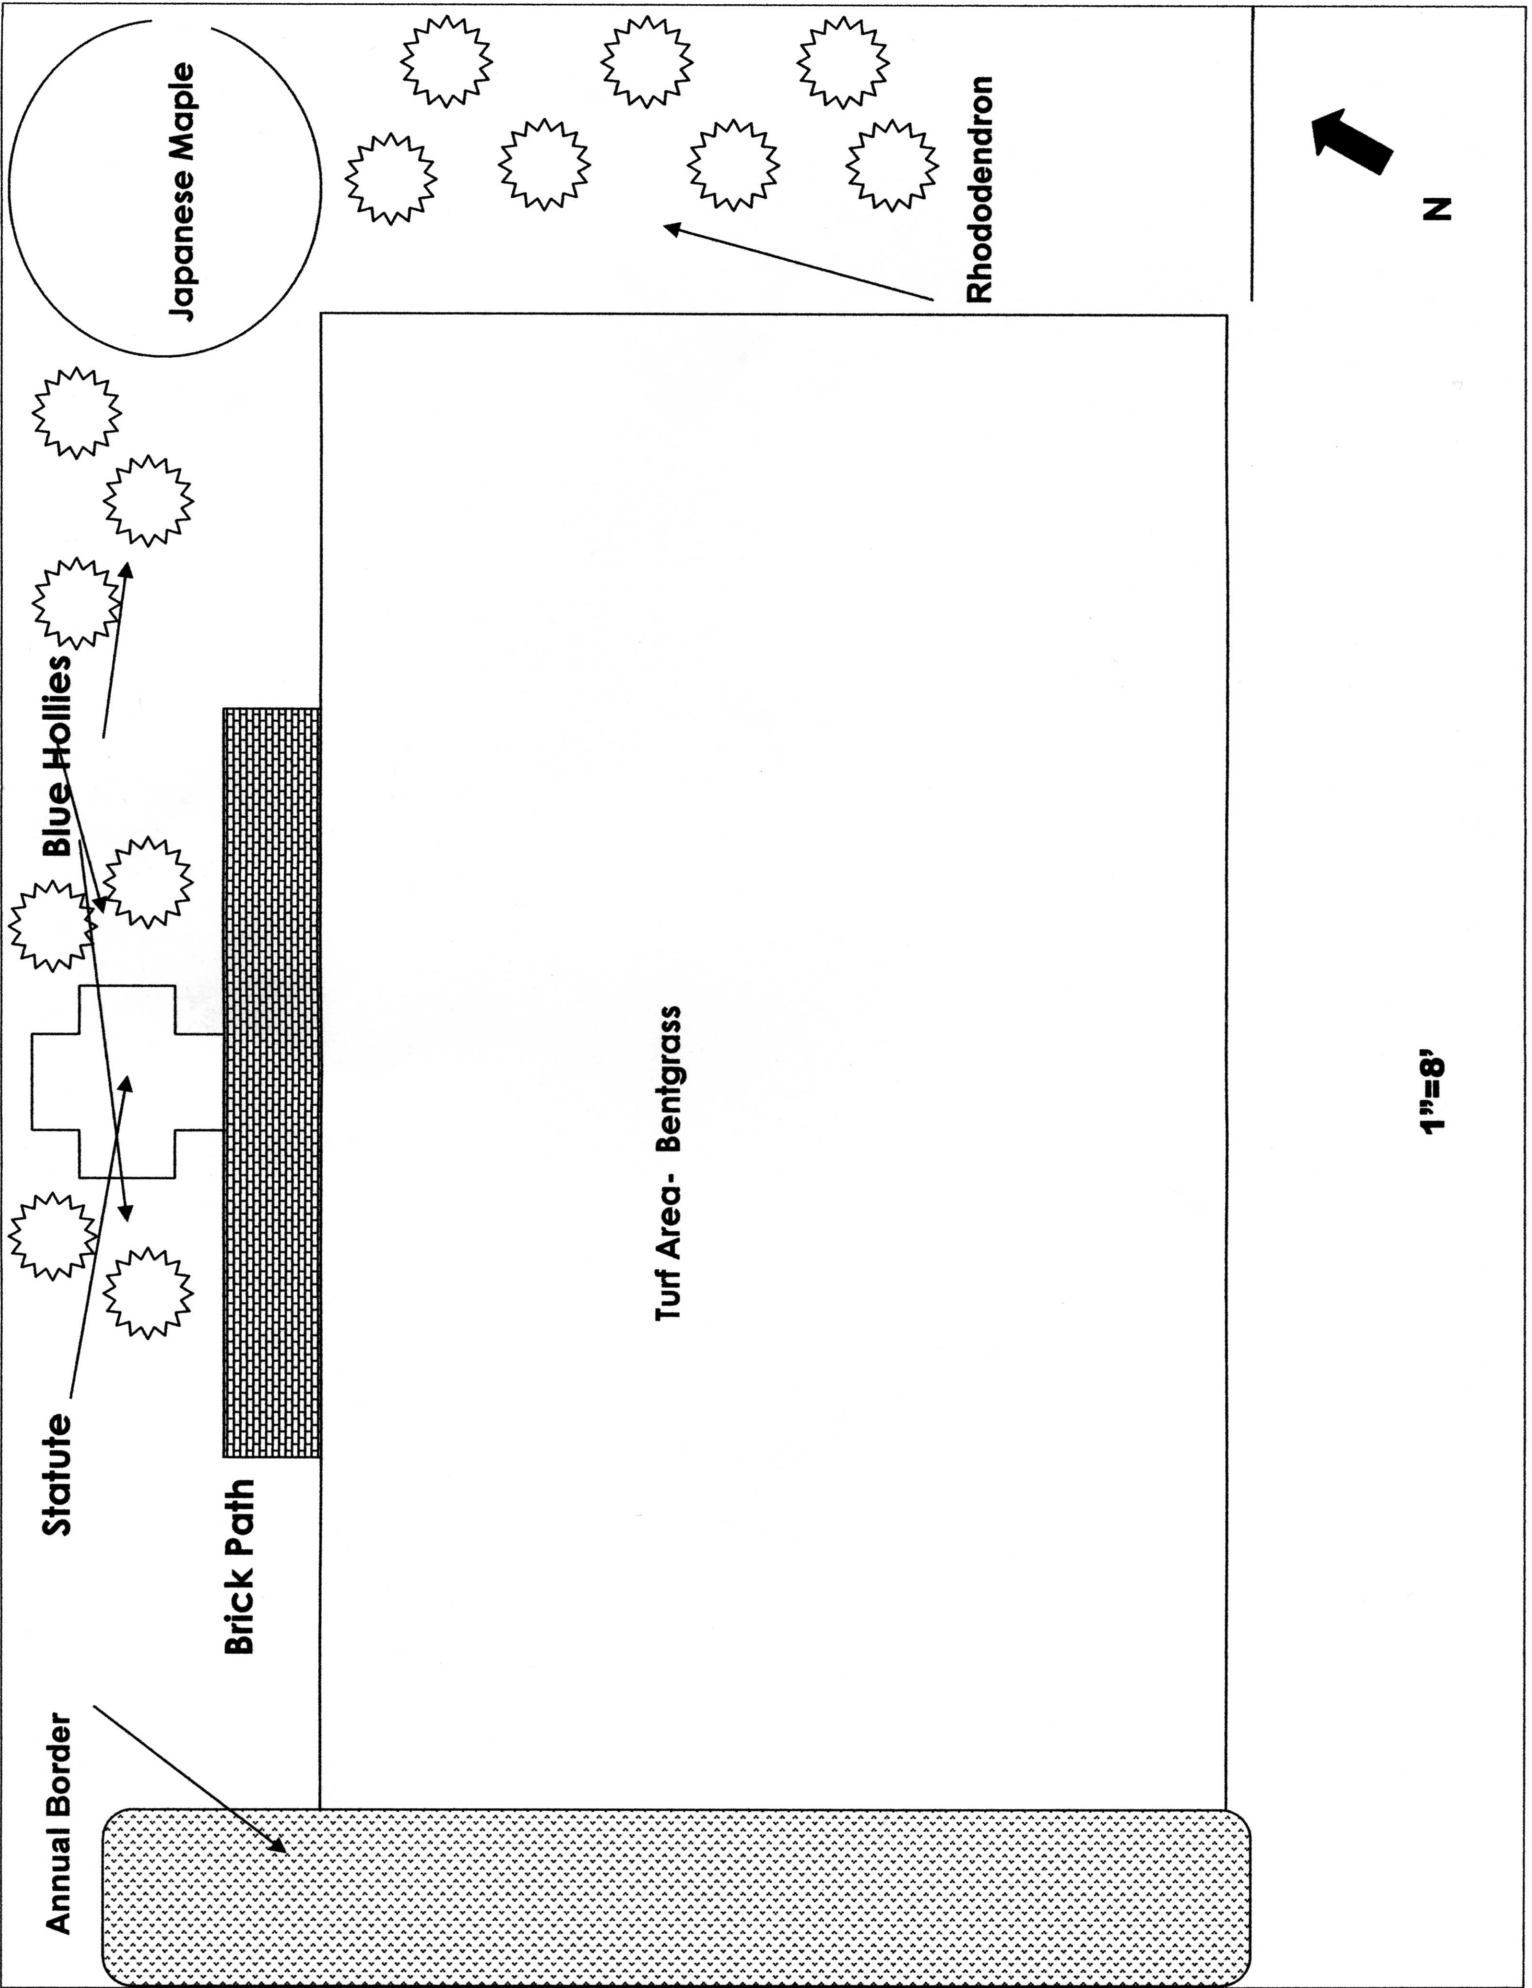 Annual Border
Statute
Blue Hollies
Japanese Maple
Brick Path
Turf Area- Bentgrass
Rhododendron
1"=8'
N